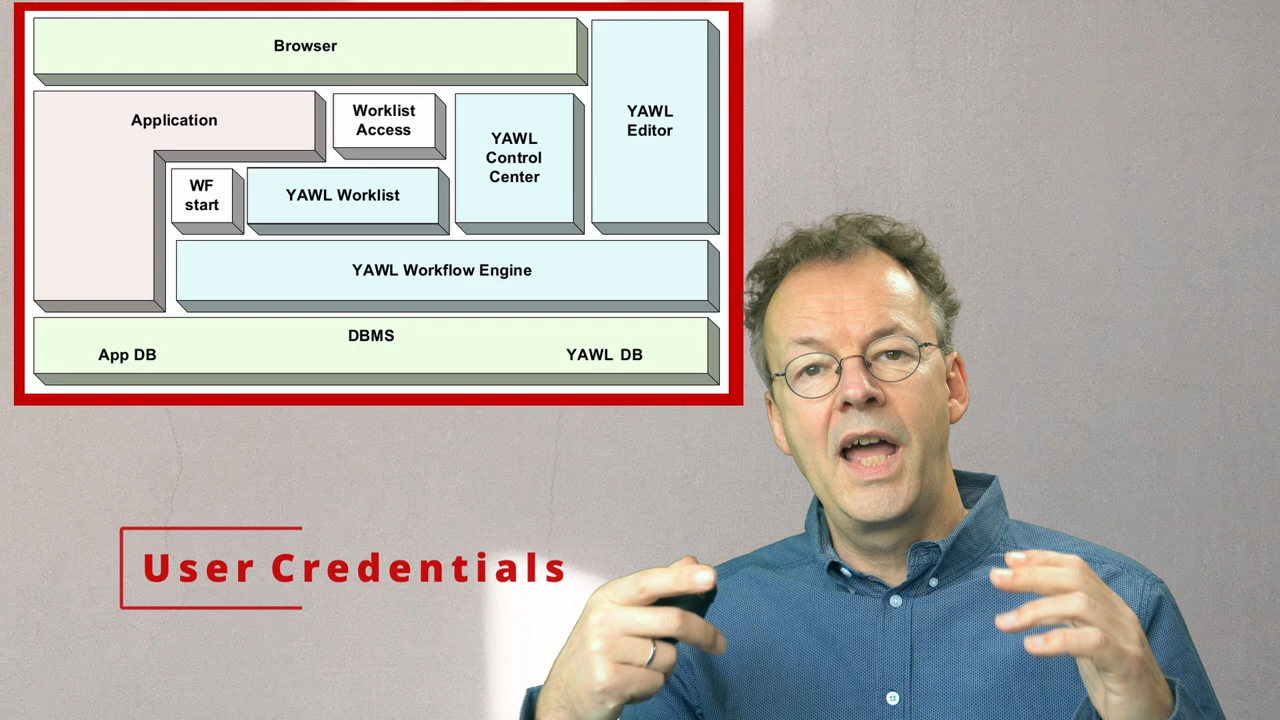 Browser
Application
Worklist
Access
YAWL
Control
Center
YAWL
Editor
WF
start
YAWL Worklist
YAWL Workflow Engine
DBMS
App DB
YAWL DB
User Credentials